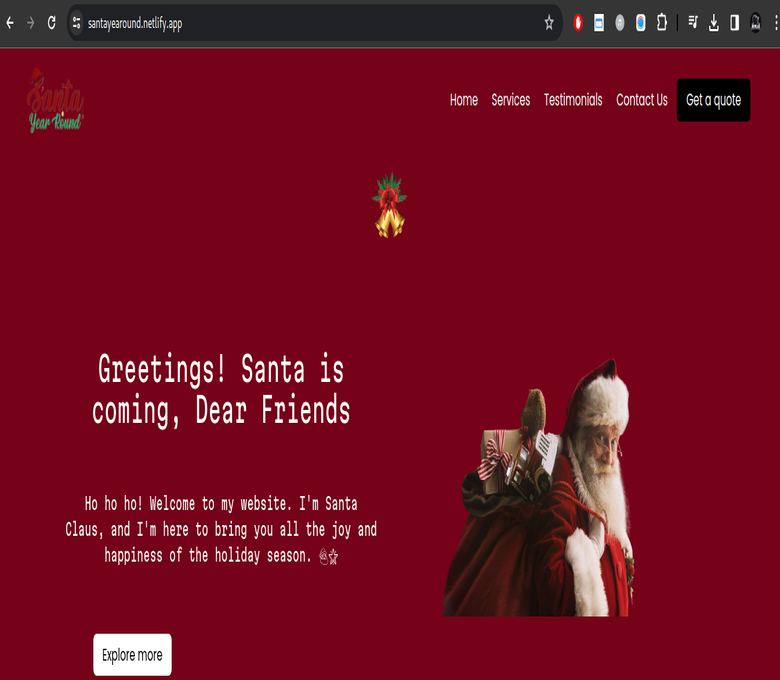 santayearound.netlify.app
Santa
Year Round
Home Services Testimonials Contact Us Get a quote
Greetings! Santa is
coming, Dear Friends
Ho ho ho! Welcome to my website. I'm Santa
Claus, and I'm here to bring you all the joy and
happiness of the holiday season.
Explore more